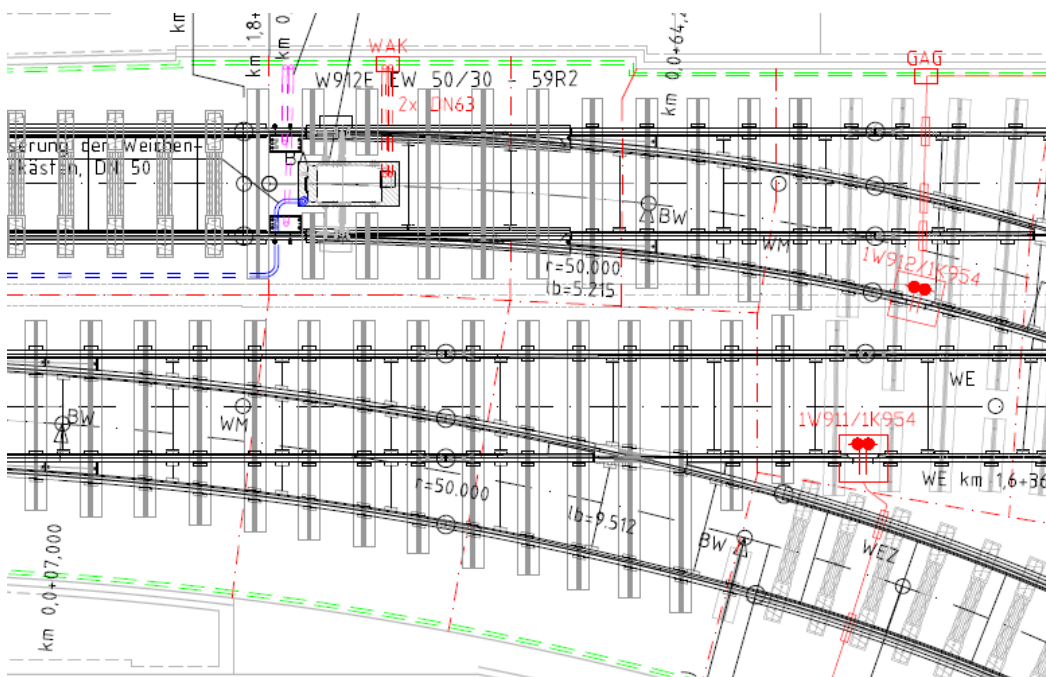 km 1,8+
km 0,
WAK
W912E EW 50/30 - 59R2
2x DN63
km 0,0+64,2
GAG
serung der Weichen-
kästen, DN 50
B
BW
WM
r=50.000
lb=5.215
1W912/1K954
WE
BW
WM
1W911/1K954
r=50.000
lb=9.512
WE km 1,6+36
BW
WEZ
km 0,0+07,000